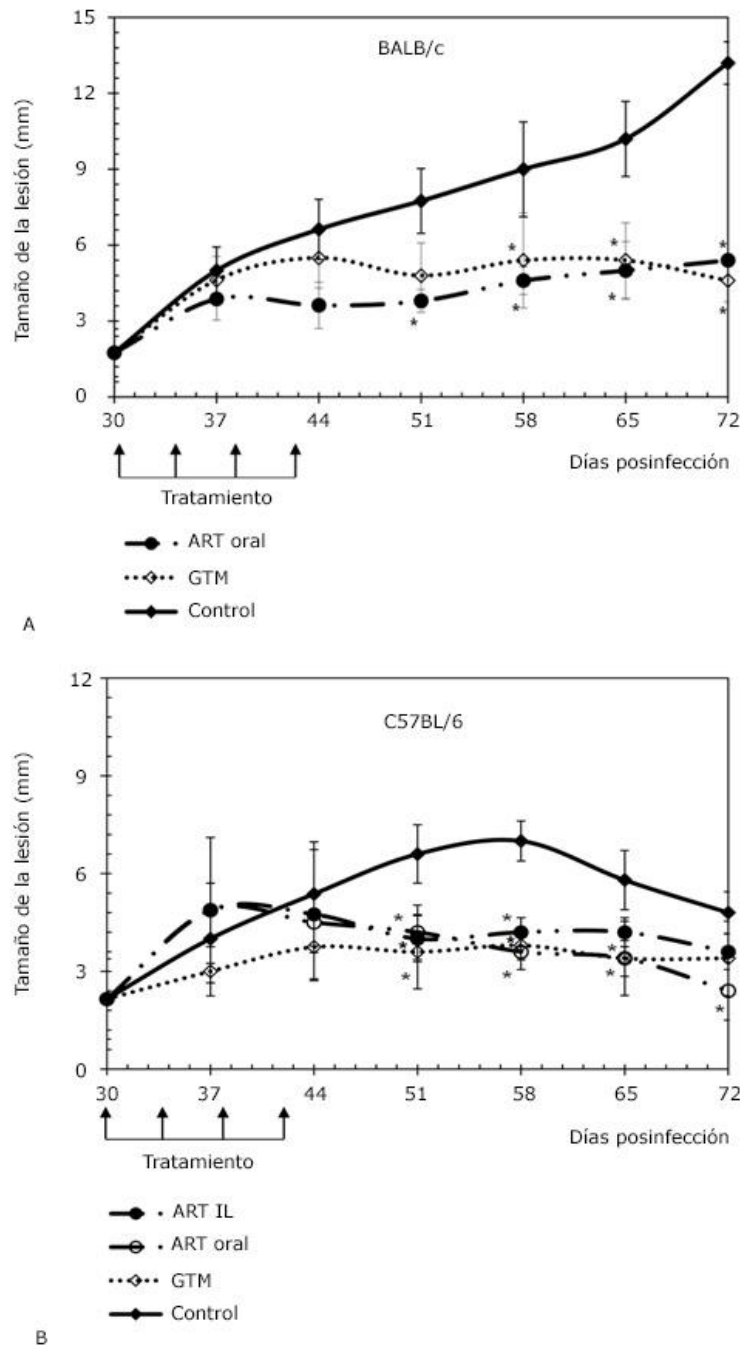 15
BALB/c
12
9
6
3
0
Tamaño de la lesión (mm)
* * *
* * * *
30 37 44 51 58 65 72
Días posinfección
Tratamiento
ART oral
GTM
Control
A
12
C57BL/6
9
6
3
0
Tamaño de la lesión (mm)
* *
* * *
* * *
*
30 37 44 51 58 65 72
Días posinfección
Tratamiento
ART IL
ART oral
GTM
Control
B